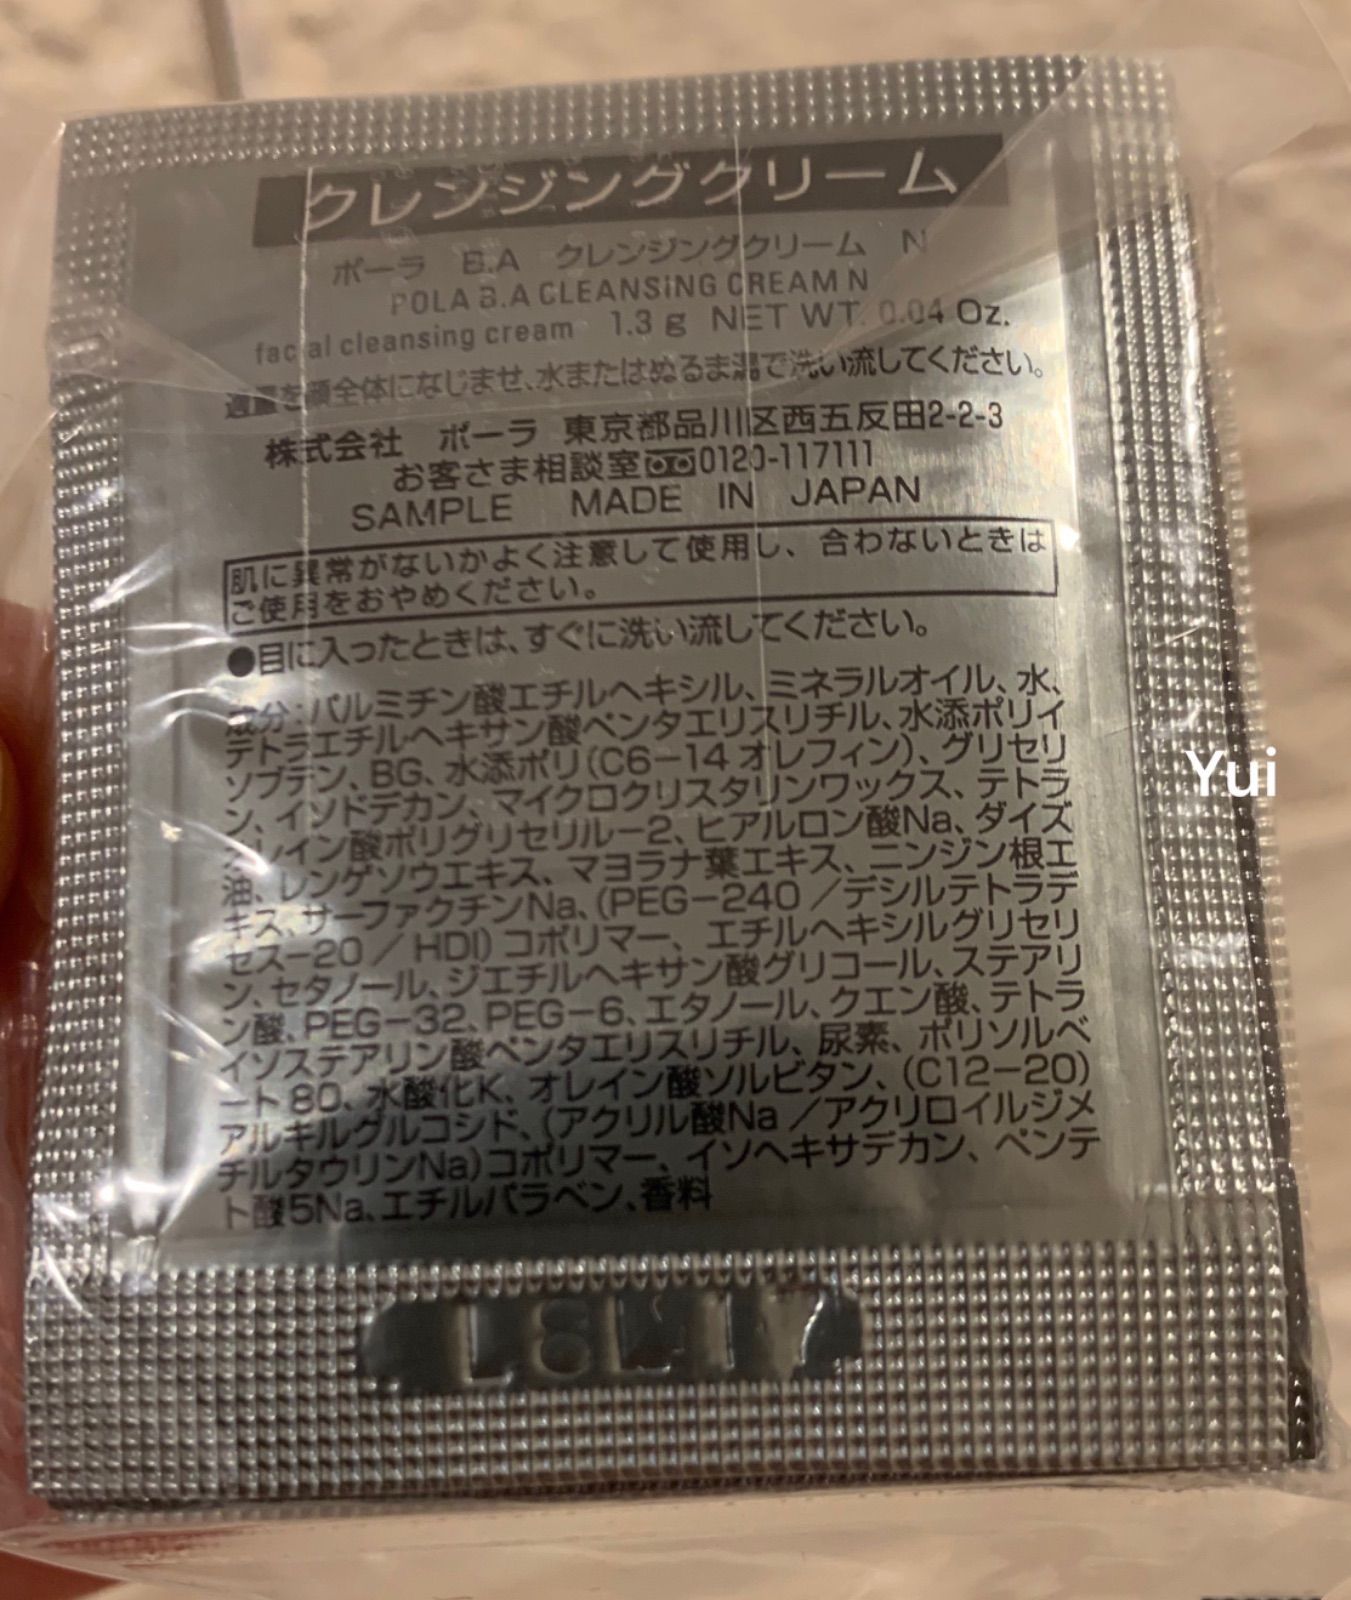 クレンジングクリーム
ポーラ B.A クレンジングクリーム N
POLA B.A CLEANSING CREAM N
facial cleansing cream 1.3 g NET WT. 0.04 Oz.
適量を顔全体になじませ、水またはぬるま湯で洗い流してください。
株式会社 ポーラ 東京都品川区西五反田2-2-3
お客さま相談室 0120-117111
SAMPLE MADE IN JAPAN
肌に異常がないかよく注意して使用し、合わないときは
ご使用をおやめください。
●目に入ったときは、すぐに洗い流してください。
成分:パルミチン酸エチルヘキシル、ミネラルオイル、水、
テトラエチルヘキサン酸ペンタエリスリチル、水添ポリイ
ソブテン、BG、水添ポリ(C6-14 オレフィン)、グリセリ
ン、イソドデカン、マイクロクリスタリンワックス、テトラ
オレイン酸ポリグリセリル-2、ヒアルロン酸Na、ダイズ
油、レンゲソウエキス、マヨラナ葉エキス、ニンジン根エ
キス、サーファクチンNa、(PEG-240 /デシルテトラデ
セス-20 / HDI) コポリマー、エチルヘキシルグリセリ
ン、セタノール、ジエチルヘキサン酸グリコール、ステアリ
ン酸、PEG-32、PEG-6、エタノール、クエン酸、テトラ
イソステアリン酸ペンタエリスリチル、尿素、ポリソルベ
ート80、水酸化K、オレイン酸ソルビタン、(C12-20)
アルキルグルコシド、(アクリル酸Na /アクリロイルジメ
チルタウリンNa) コポリマー、イソヘキサデカン、ペンテ
ト酸5Na、エチルパラベン、香料
Yui